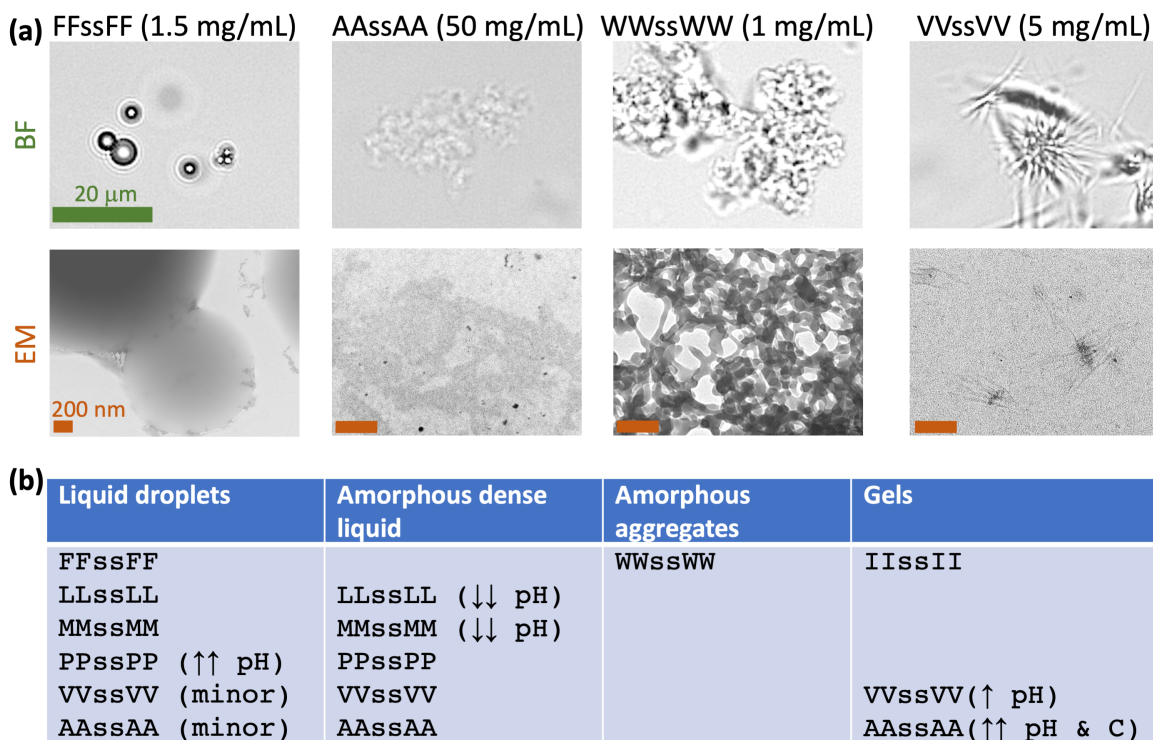 (a)
FFssFF (1.5 mg/mL) AAssAA (50 mg/mL) WWssWW (1 mg/mL) VVssVV (5 mg/mL)
BF
20 μm
EM
200 nm
(b)
Liquid droplets
Amorphous dense
liquid
Amorphous
aggregates
Gels
FFssFF WWssWW IIssII
LLssLL LLssLL (↓↓ pH)
MMssMM MMssMM (↓↓ pH)
PPssPP (↑↑ pH) PPssPP
VVssVV (minor) VVssVV VVssVV(↑ pH)
AAssAA (minor) AAssAA AAssAA(↑↑ pH & C)